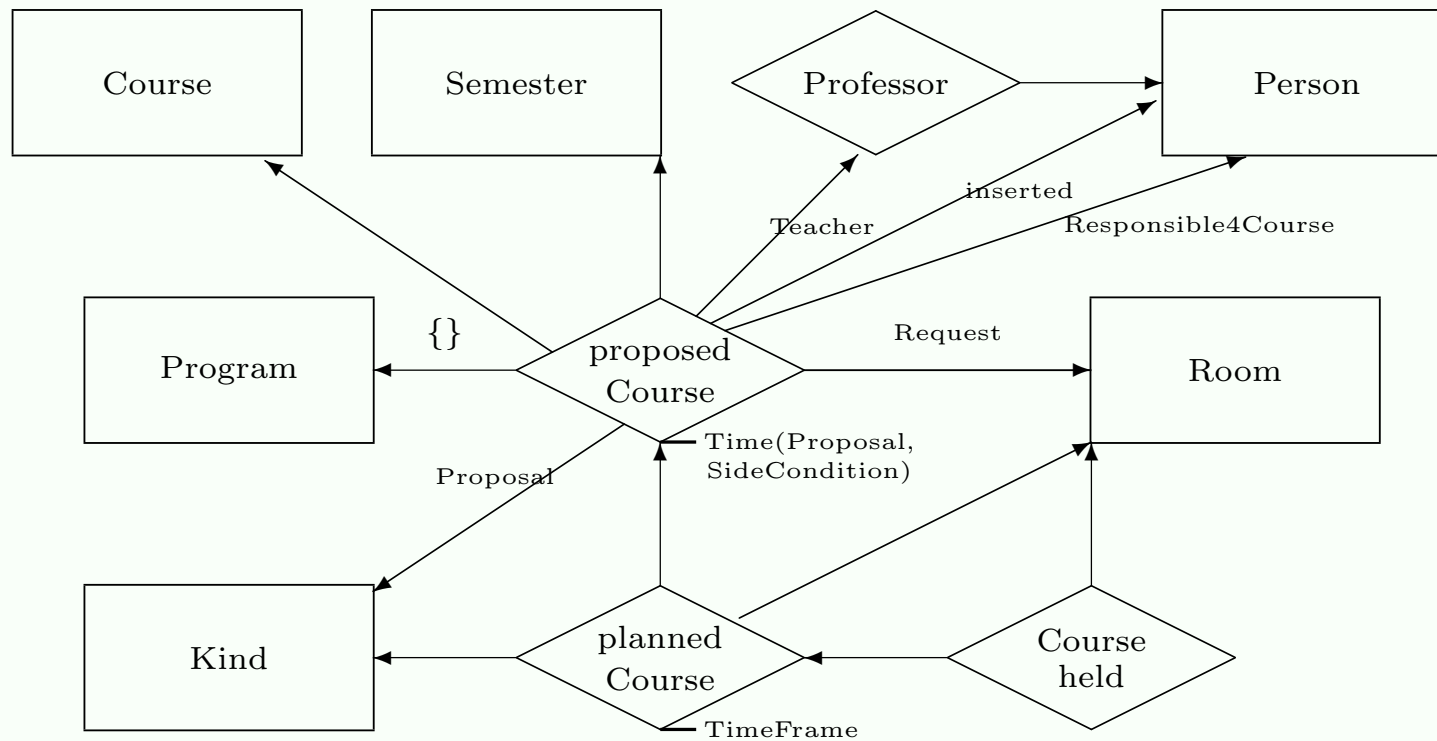 Course
Semester
Professor
Person
inserted
Teacher
Responsible4Course
{}
Request
proposed
Course
Program
Room
Time(Proposal,
SideCondition)
Proposal
planned
Course
Kind
Course
held
TimeFrame